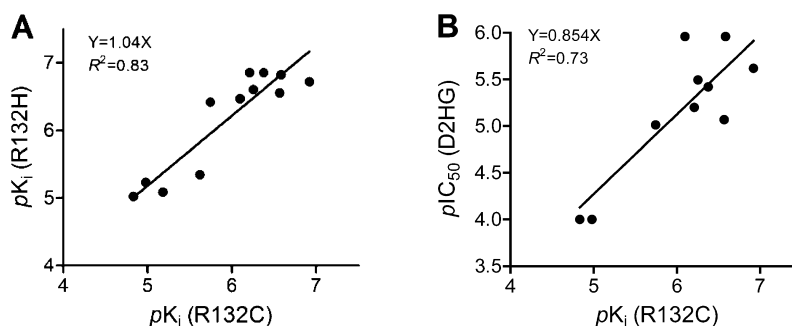 A
Y=1.04X
R²=0.83
7
6
5
4
pKᵢ (R132H)
4 5 6 7
pKᵢ (R132C)
B
Y=0.854X
R²=0.73
6.0
5.5
5.0
4.5
4.0
3.5
pIC₅₀ (D2HG)
4 5 6 7
pKᵢ (R132C)